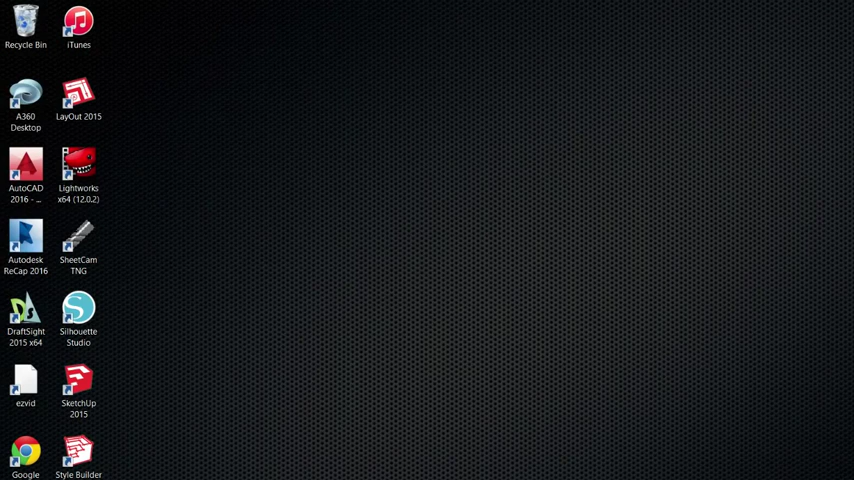 Recycle Bin
iTunes
A360
Desktop
LayOut 2015
AutoCAD
2016 - ...
Lightworks
x64 (12.0.2)
Autodesk
ReCap 2016
SheetCam
TNG
DraftSight
2015 x64
Silhouette
Studio
ezvid
SketchUp
2015
Google
Style Builder